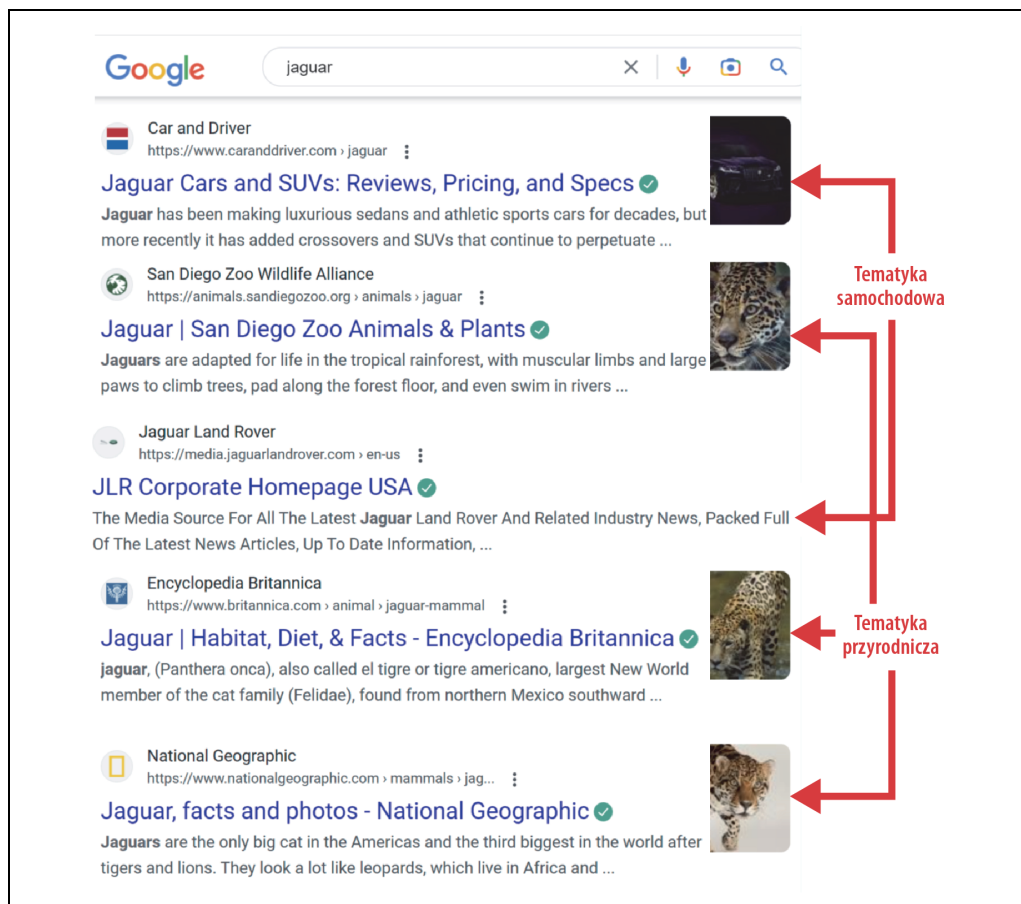 Google
jaguar
Car and Driver
https://www.caranddriver.com › jaguar
Jaguar Cars and SUVs: Reviews, Pricing, and Specs
Jaguar has been making luxurious sedans and athletic sports cars for decades, but
more recently it has added crossovers and SUVs that continue to perpetuate ...
Tematyka
samochodowa
San Diego Zoo Wildlife Alliance
https://animals.sandiegozoo.org › animals › jaguar
Jaguar | San Diego Zoo Animals & Plants
Jaguars are adapted for life in the tropical rainforest, with muscular limbs and large
paws to climb trees, pad along the forest floor, and even swim in rivers ...
Jaguar Land Rover
https://media.jaguarlandrover.com › en-us
JLR Corporate Homepage USA
The Media Source For All The Latest Jaguar Land Rover And Related Industry News, Packed Full
Of The Latest News Articles, Up To Date Information, ...
Encyclopedia Britannica
https://www.britannica.com › animal › jaguar-mammal
Jaguar | Habitat, Diet, & Facts - Encyclopedia Britannica
jaguar, (Panthera onca), also called el tigre or tigre americano, largest New World
member of the cat family (Felidae), found from northern Mexico southward ...
Tematyka
przyrodnicza
National Geographic
https://www.nationalgeographic.com › mammals › jag...
Jaguar, facts and photos - National Geographic
Jaguars are the only big cat in the Americas and the third biggest in the world after
tigers and lions. They look a lot like leopards, which live in Africa and ...